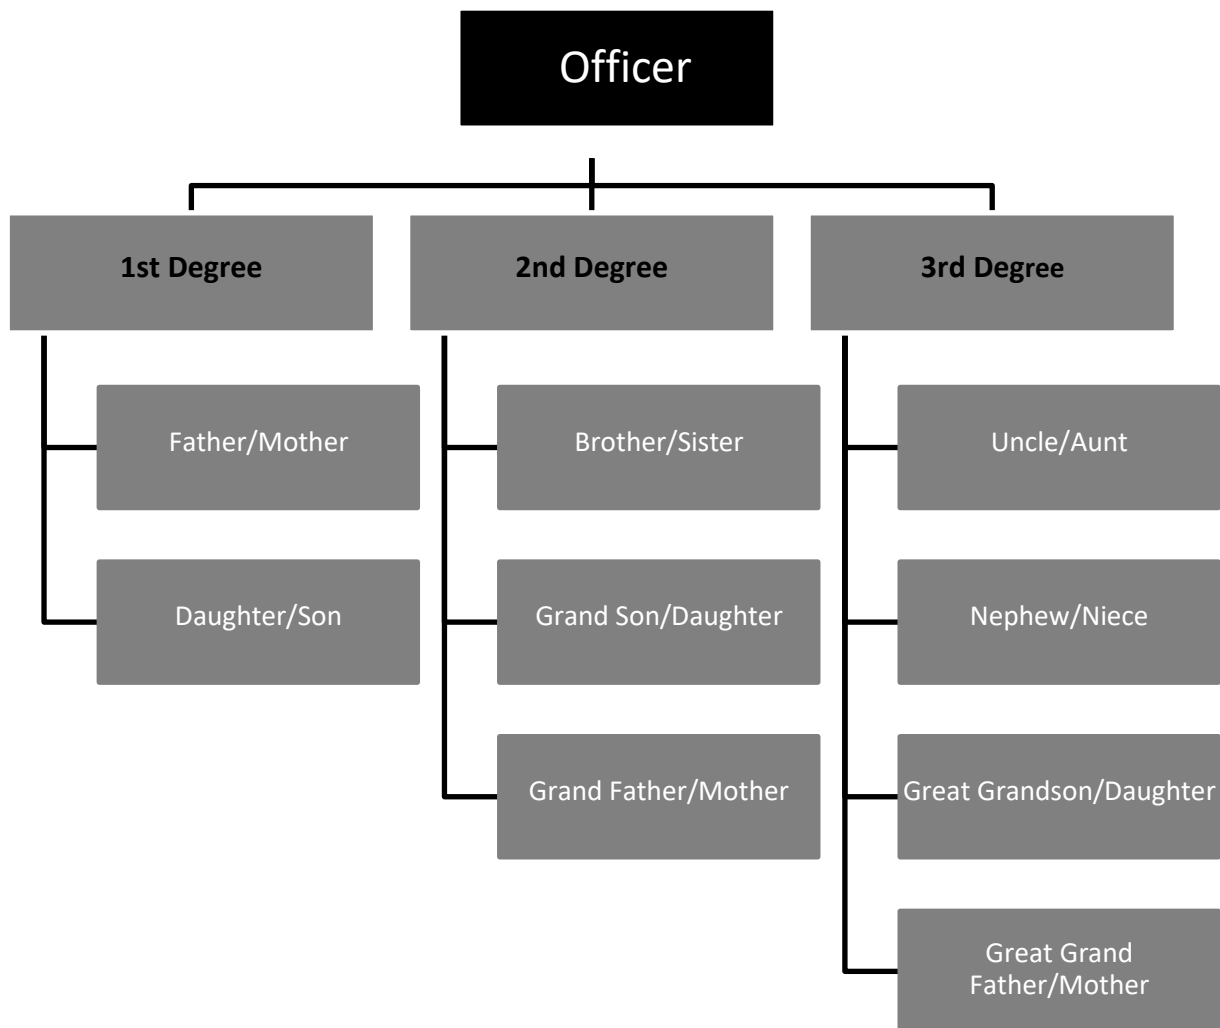 Officer
1st Degree
2nd Degree
3rd Degree
Father/Mother
Brother/Sister
Uncle/Aunt
Daughter/Son
Grand Son/Daughter
Nephew/Niece
Grand Father/Mother
Great Grandson/Daughter
Great Grand
Father/Mother